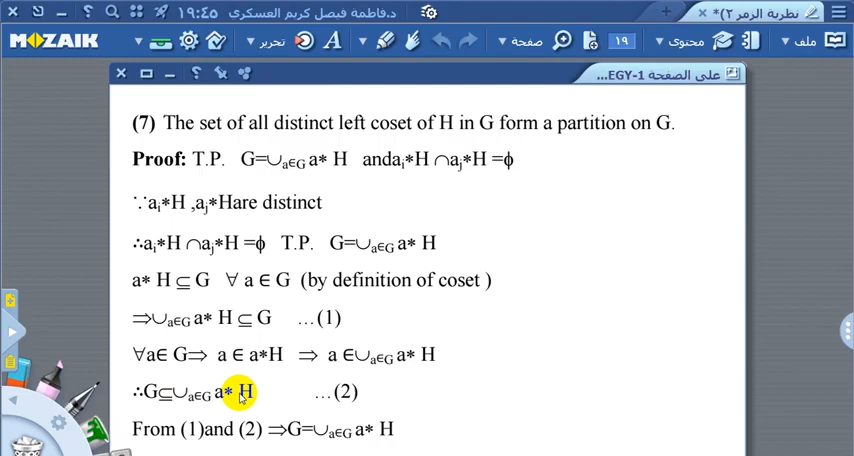 ١٩:٤٥ د.فاطمة فيصل كريم العسكري نظرية الزمر ٢)*
MOZAIK تحرير صفحة ١٩ محتوى ملف
على الصفحة EGY-1...
(7) The set of all distinct left coset of H in G form a partition on G.
Proof: T.P. G=∪a∈G a* H andai*H ∩aj*H =ϕ
∵ai*H ,aj*Hare distinct
∴ai*H ∩aj*H =ϕ T.P. G=∪a∈G a* H
a* H ⊆ G ∀ a ∈ G (by definition of coset )
⇒∪a∈G a* H ⊆ G …(1)
∀a∈ G⇒ a ∈ a*H ⇒ a ∈∪a∈G a* H
∴G⊆∪a∈G a* H …(2)
From (1)and (2) ⇒G=∪a∈G a* H